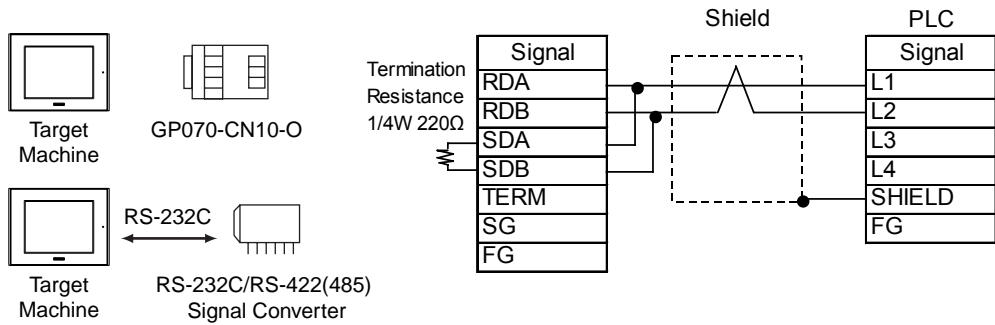 Target
Machine
GP070-CN10-O
RS-232C
Target
Machine
RS-232C/RS-422(485)
Signal Converter
Termination
Resistance
1/4W 220Ω
Signal
RDA
RDB
SDA
SDB
TERM
SG
FG
Shield
PLC
Signal
L1
L2
L3
L4
SHIELD
FG